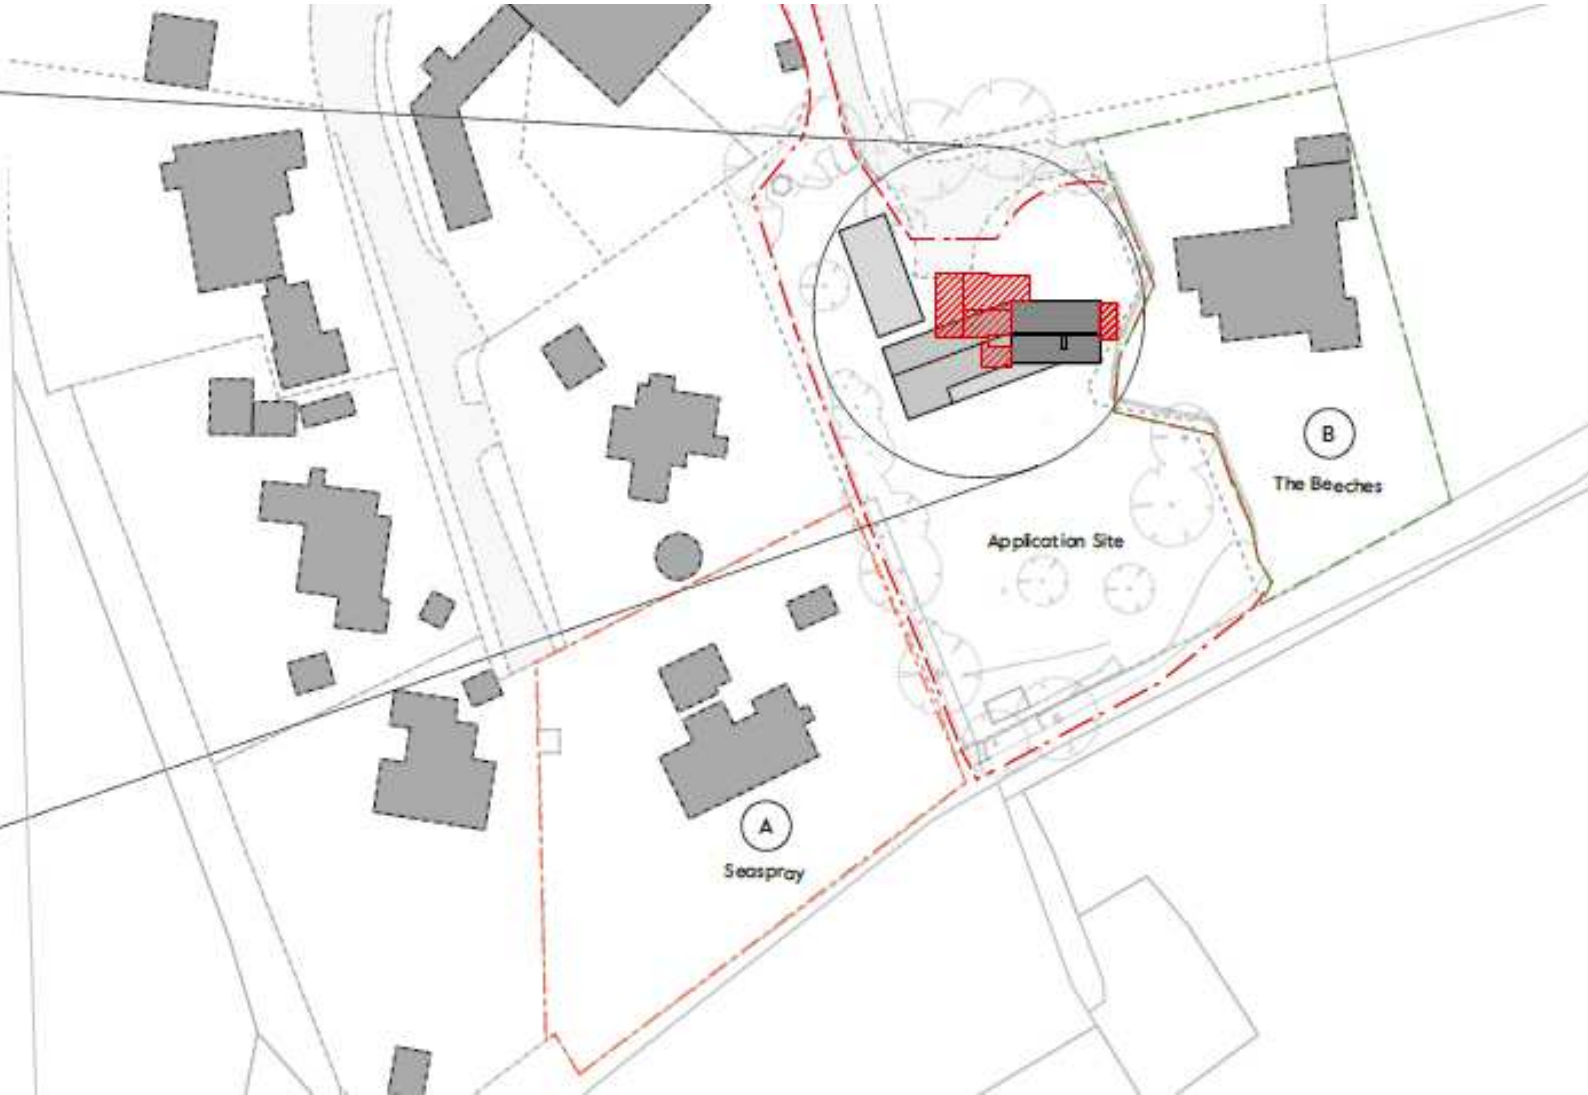 B
The Beeches
Application Site
A
Seaspray